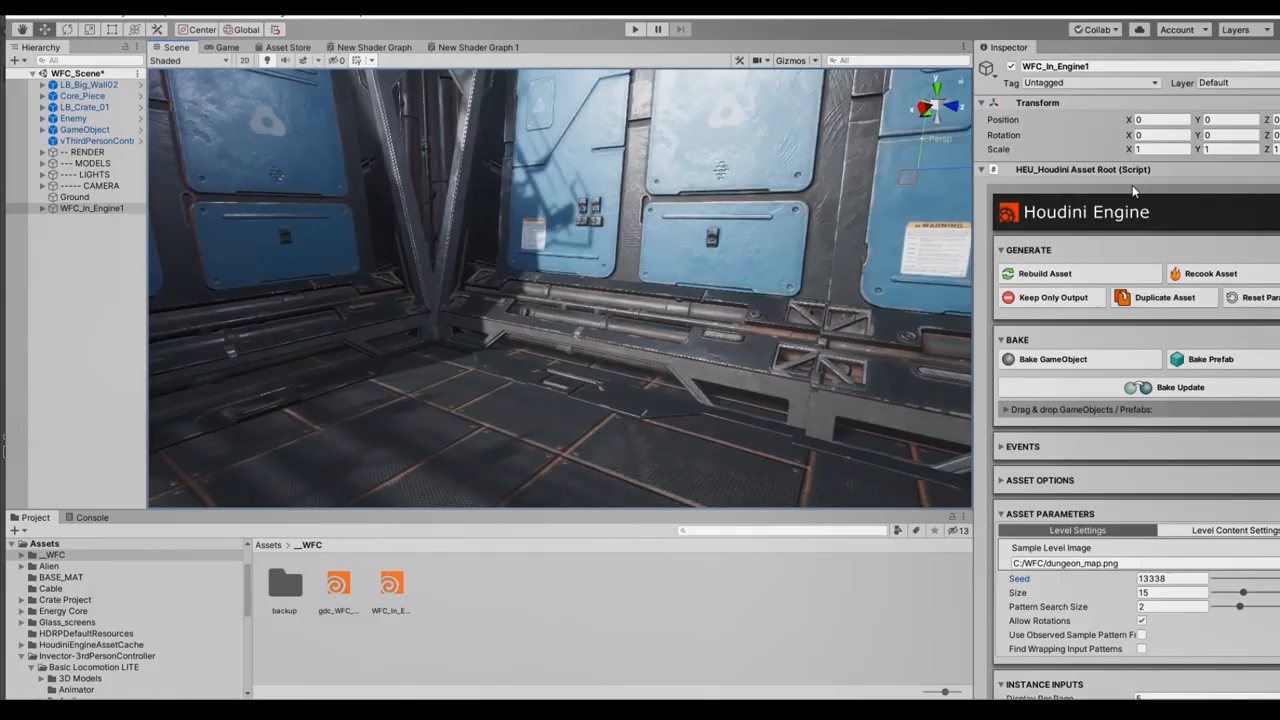 Center Global Collab Account Layers
Hierarchy Scene Game Asset Store New Shader Graph New Shader Graph 1 Inspector
All Shaded 2D 0 Gizmos All WFC_In_Engine1
WFC_Scene* Tag Untagged Layer Default
LB_Big_Wall02
Core_Piece
LB_Crate_01
Enemy
GameObject
vThirdPersonContr
-- RENDER
--- MODELS
---- LIGHTS
----- CAMERA
Ground
WFC_In_Engine1
y
x
z
Persp
WARNING
Transform
Position X 0 Y 0 Z 0
Rotation X 0 Y 0 Z 0
Scale X 1 Y 1 Z 1
# HEU_Houdini Asset Root (Script)
Houdini Engine
GENERATE
Rebuild Asset Recook Asset
Keep Only Output Duplicate Asset Reset Par
BAKE
Bake GameObject Bake Prefab
Bake Update
Drag & drop GameObjects / Prefabs:
EVENTS
ASSET OPTIONS
ASSET PARAMETERS
Level Settings Level Content Settings
Sample Level Image
C:/WFC/dungeon_map.png
Seed 13338
Size 15
Pattern Search Size 2
Allow Rotations
Use Observed Sample Pattern Fi
Find Wrapping Input Patterns
INSTANCE INPUTS
Project Console
13
Assets
__WFC
Alien
BASE_MAT
Cable
Crate Project
Energy Core
Glass_screens
HDRPDefaultResources
HoudiniEngineAssetCache
Invector-3rdPersonController
Basic Locomotion LITE
3D Models
Animator
Assets > __WFC
backup gdc_WFC_... WFC_In_E...